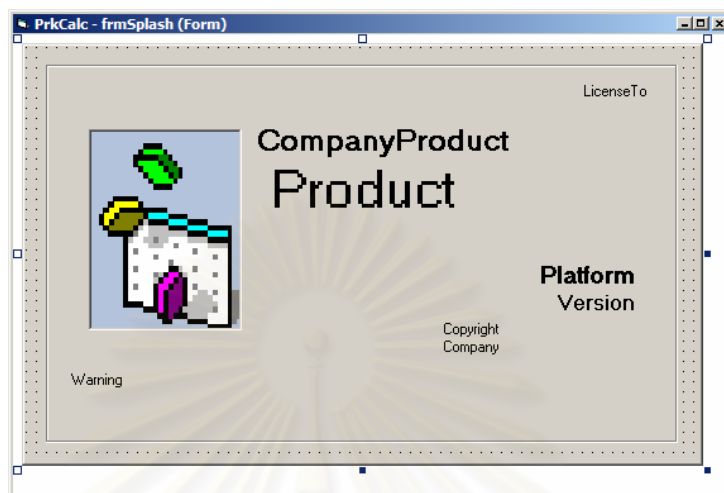 PrkCalc - frmSplash (Form)
LicenseTo
CompanyProduct
Product
Platform
Version
Copyright
Company
Warning